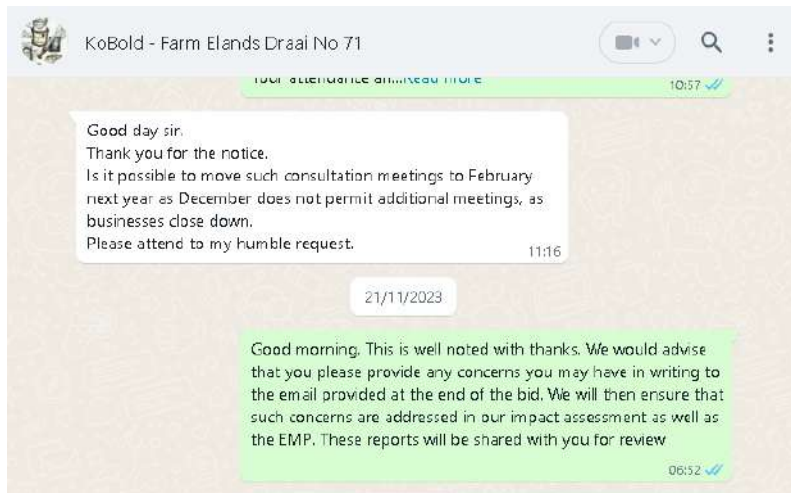 KoBold - Farm Elands Draai No 71
Your attendance an...Read more
10:57
Good day sir.
Thank you for the notice.
Is it possible to move such consultation meetings to February
next year as December does not permit additional meetings, as
businesses close down.
Please attend to my humble request.
11:16
21/11/2023
Good morning. This is well noted with thanks. We would advise
that you please provide any concerns you may have in writing to
the email provided at the end of the bid. We will then ensure that
such concerns are addressed in our impact assessment as well as
the EMP. These reports will be shared with you for review
06:52